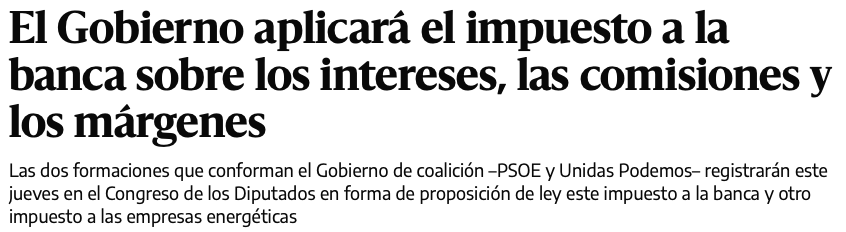 El Gobierno aplicará el impuesto a la
banca sobre los intereses, las comisiones y
los márgenes
Las dos formaciones que conforman el Gobierno de coalición –PSOE y Unidas Podemos– registrarán este
jueves en el Congreso de los Diputados en forma de proposición de ley este impuesto a la banca y otro
impuesto a las empresas energéticas